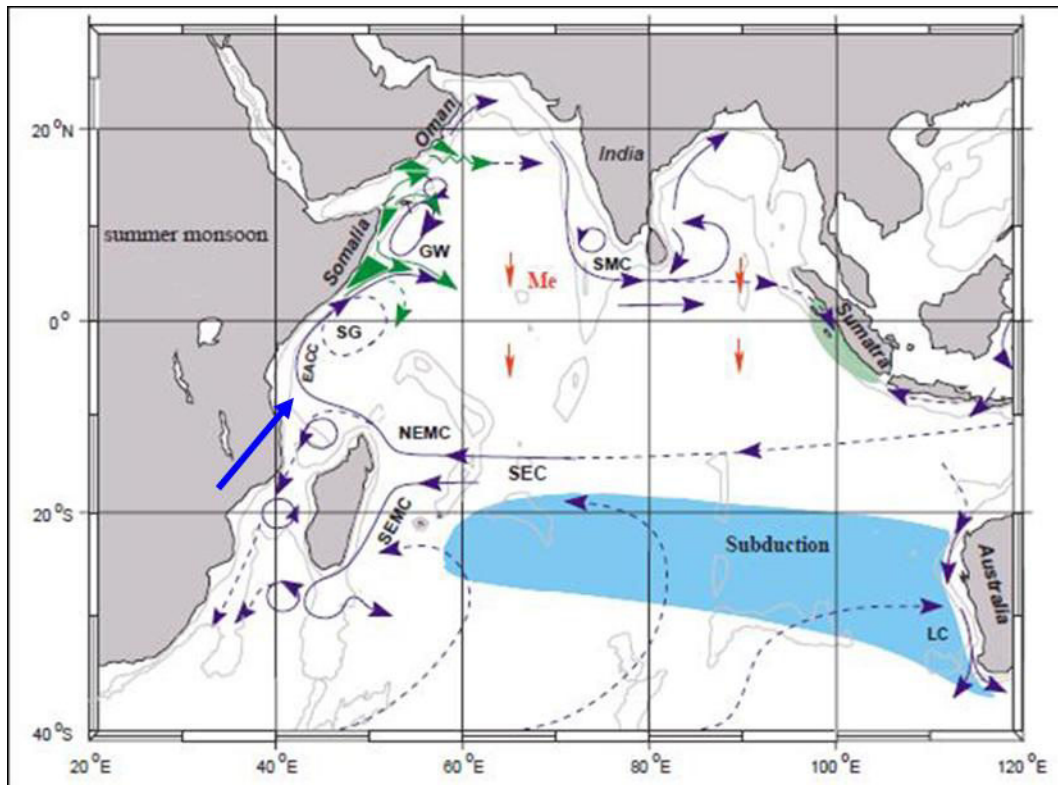 Oman
20°N
India
summer monsoon
Somalia
GW
SMC
Me
0°
SG
Sumatra
EACC
NEMC
SEC
20°S
SEMC
Subduction
Australia
LC
40°S
20°E
40°E
60°E
80°E
100°E
120°E